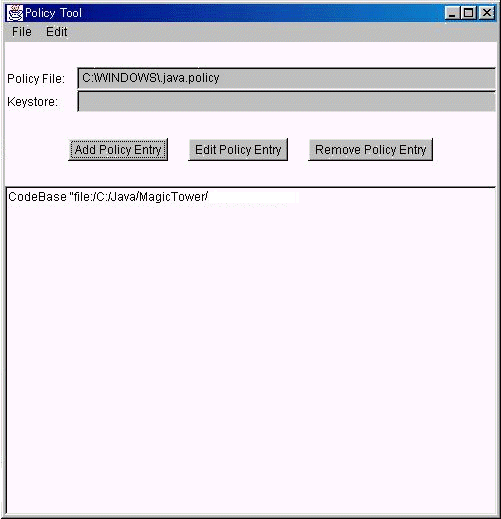 Policy Tool
File Edit
Policy File: C:\WINDOWS\.java.policy
Keystore:
Add Policy Entry Edit Policy Entry Remove Policy Entry
CodeBase "file:/C:/Java/MagicTower/